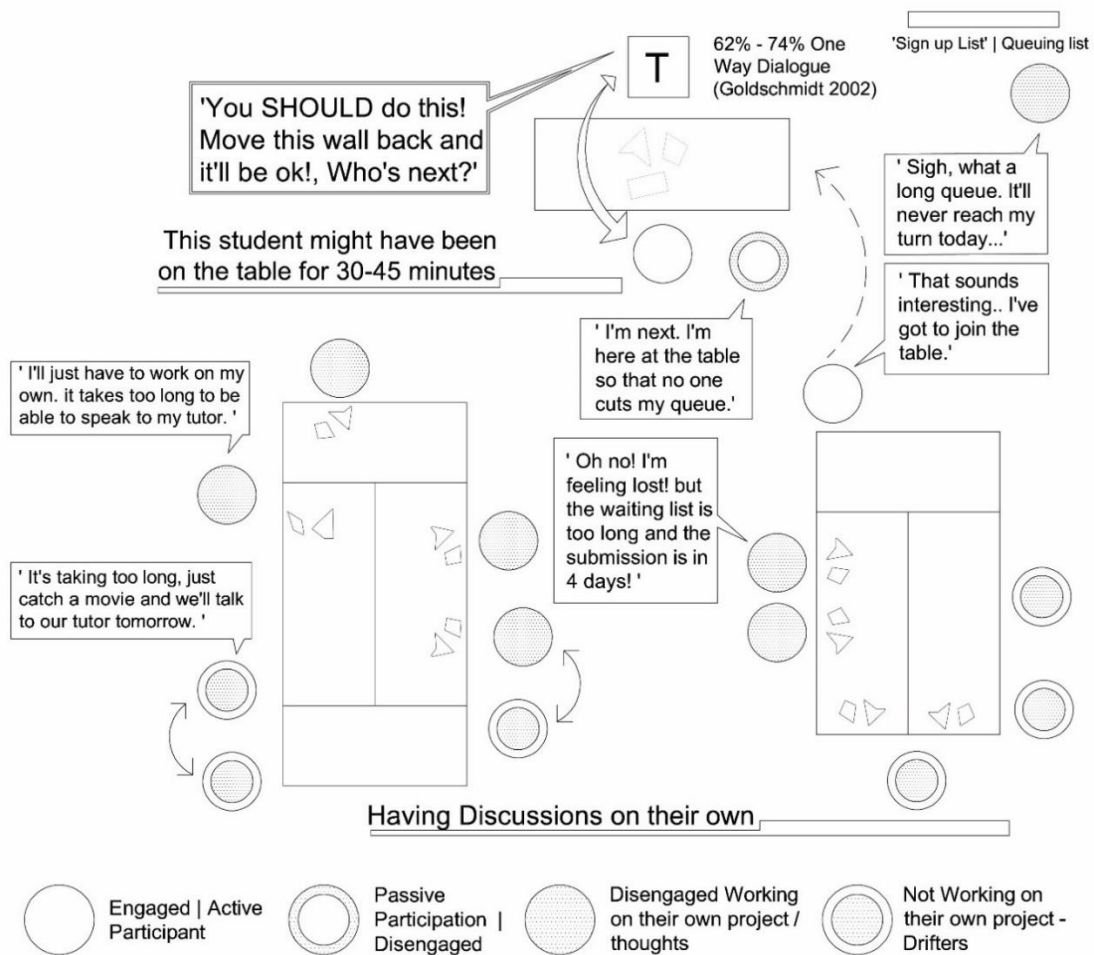 T
62% - 74% One
Way Dialogue
(Goldschmidt 2002)
'Sign up List' | Queuing list
'You SHOULD do this!
Move this wall back and
it'll be ok!, Who's next?'
' Sigh, what a
long queue. It'll
never reach my
turn today...'
This student might have been
on the table for 30-45 minutes
' That sounds
interesting.. I've
got to join the
table.'
' I'm next. I'm
here at the table
so that no one
cuts my queue.'
' I'll just have to work on my
own. it takes too long to be
able to speak to my tutor. '
' Oh no! I'm
feeling lost! but
the waiting list is
too long and the
submission is in
4 days! '
' It's taking too long, just
catch a movie and we'll talk
to our tutor tomorrow. '
Having Discussions on their own
Engaged | Active
Participant
Passive
Participation |
Disengaged
Disengaged Working
on their own project /
thoughts
Not Working on
their own project -
Drifters